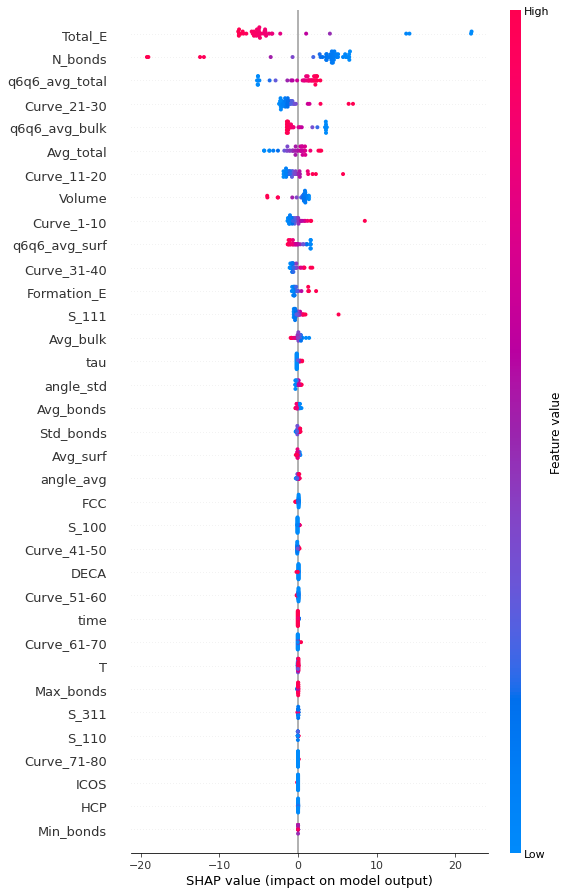 High
Total_E
N_bonds
q6q6_avg_total
Curve_21-30
q6q6_avg_bulk
Avg_total
Curve_11-20
Volume
Curve_1-10
q6q6_avg_surf
Curve_31-40
Formation_E
S_111
Avg_bulk
tau
angle_std
Avg_bonds
Std_bonds
Avg_surf
angle_avg
FCC
S_100
Curve_41-50
DECA
Curve_51-60
time
Curve_61-70
T
Max_bonds
S_311
S_110
Curve_71-80
ICOS
HCP
Min_bonds
Low
Feature value
−20 −10 0 10 20
SHAP value (impact on model output)